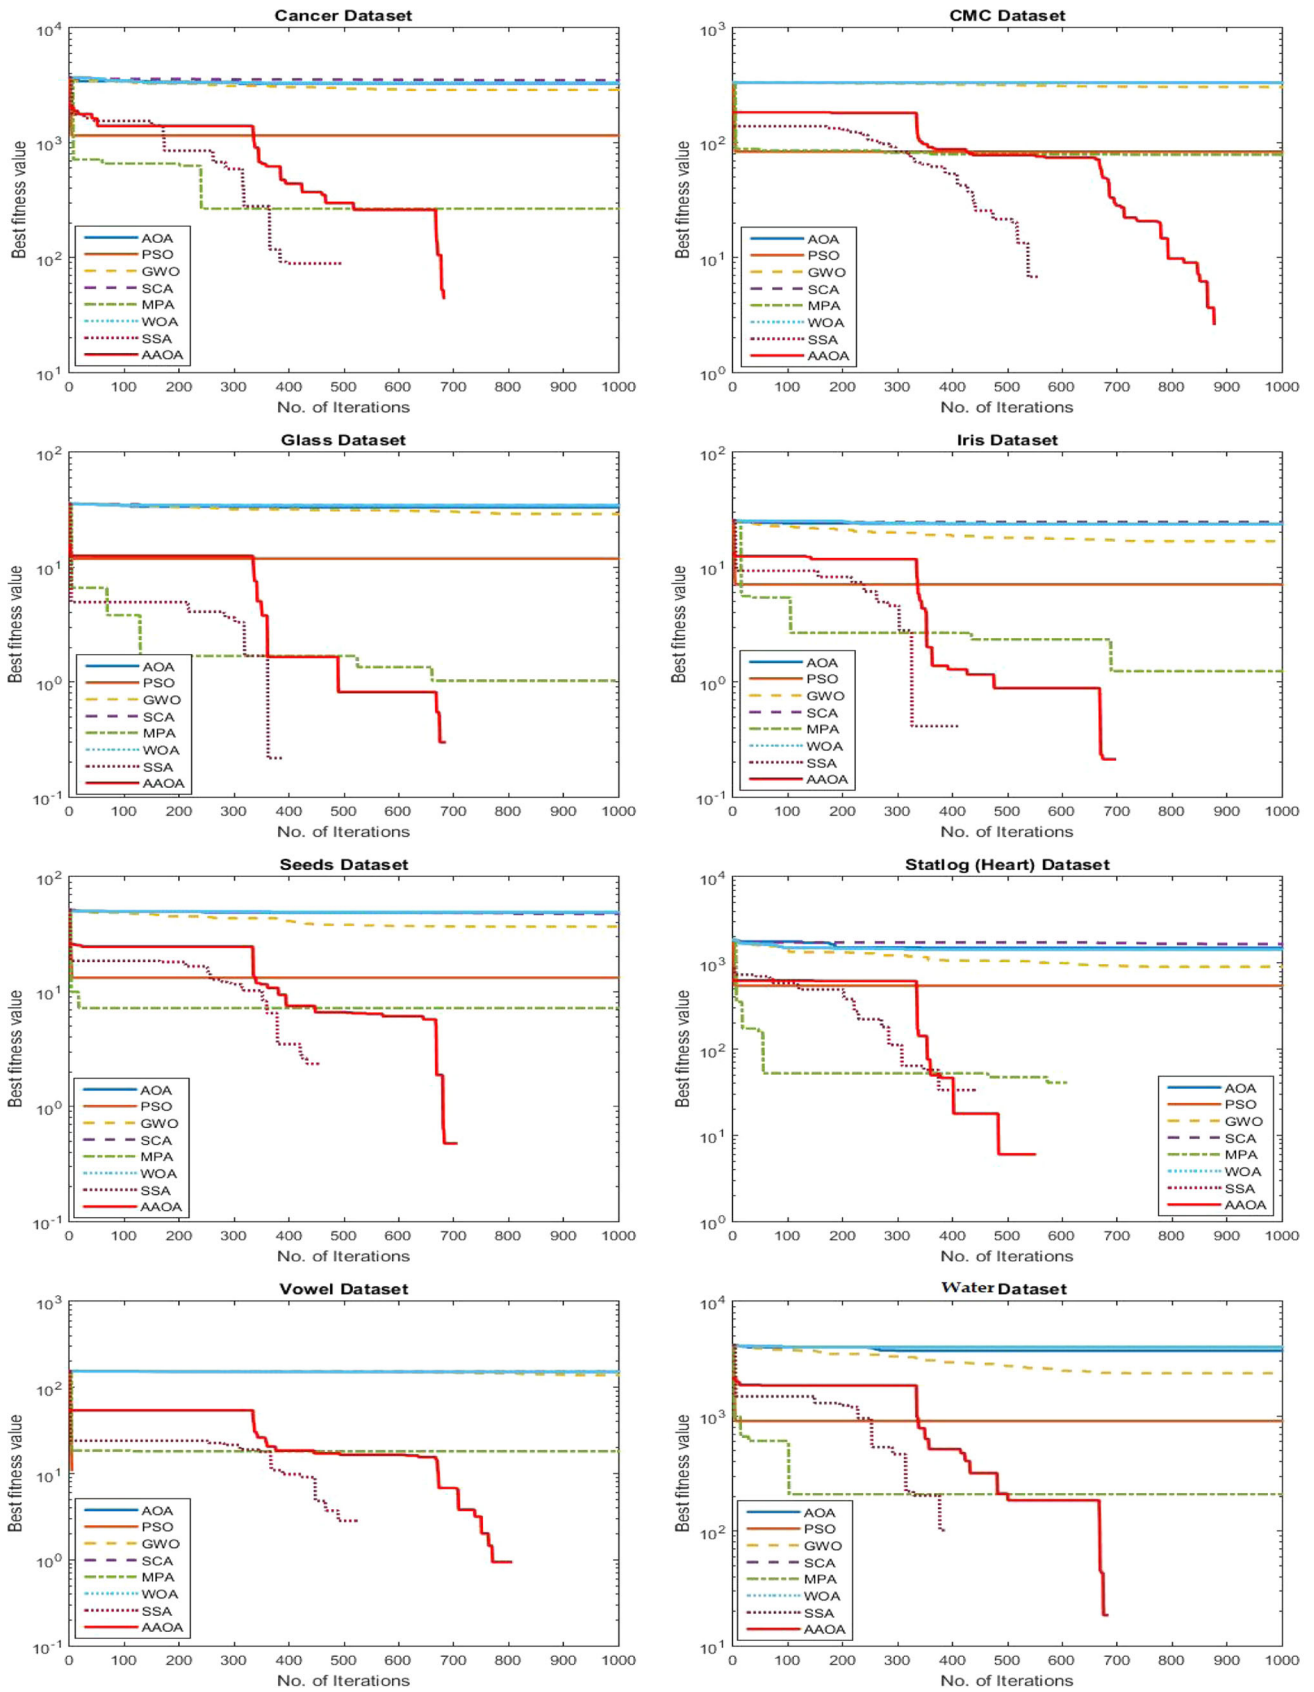 Cancer Dataset
Best fitness value
10^4
10^3
10^2
10^1
AOA
PSO
GWO
SCA
MPA
WOA
SSA
AAOA
0 100 200 300 400 500 600 700 800 900 1000
No. of Iterations
CMC Dataset
Best fitness value
10^3
10^2
10^1
10^0
AOA
PSO
GWO
SCA
MPA
WOA
SSA
AAOA
0 100 200 300 400 500 600 700 800 900 1000
No. of Iterations
Glass Dataset
Best fitness value
10^2
10^1
10^0
10^-1
AOA
PSO
GWO
SCA
MPA
WOA
SSA
AAOA
0 100 200 300 400 500 600 700 800 900 1000
No. of Iterations
Iris Dataset
Best fitness value
10^2
10^1
10^0
10^-1
AOA
PSO
GWO
SCA
MPA
WOA
SSA
AAOA
0 100 200 300 400 500 600 700 800 900 1000
No. of Iterations
Seeds Dataset
Best fitness value
10^2
10^1
10^0
10^-1
AOA
PSO
GWO
SCA
MPA
WOA
SSA
AAOA
0 100 200 300 400 500 600 700 800 900 1000
No. of Iterations
Statlog (Heart) Dataset
Best fitness value
10^4
10^3
10^2
10^1
10^0
AOA
PSO
GWO
SCA
MPA
WOA
SSA
AAOA
0 100 200 300 400 500 600 700 800 900 1000
No. of Iterations
Vowel Dataset
Best fitness value
10^3
10^2
10^1
10^0
10^-1
AOA
PSO
GWO
SCA
MPA
WOA
SSA
AAOA
0 100 200 300 400 500 600 700 800 900 1000
No. of Iterations
Water Dataset
Best fitness value
10^4
10^3
10^2
10^1
AOA
PSO
GWO
SCA
MPA
WOA
SSA
AAOA
0 100 200 300 400 500 600 700 800 900 1000
No. of Iterations